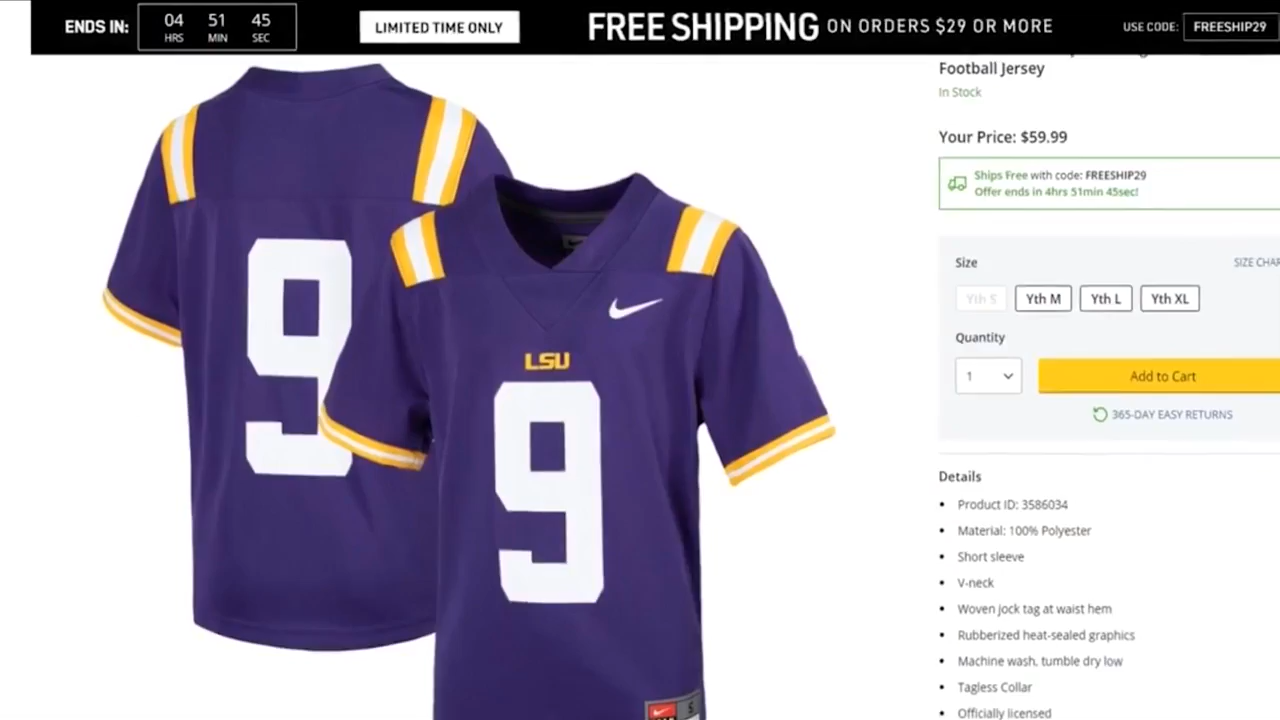 ENDS IN: 04 HRS 51 MIN 45 SEC
LIMITED TIME ONLY
FREE SHIPPING ON ORDERS $29 OR MORE
USE CODE: FREESHIP29
9
LSU
9
S
Football Jersey
In Stock
Your Price: $59.99
Ships Free with code: FREESHIP29
Offer ends in 4hrs 51min 45sec!
Size
SIZE CHAR
Yth S Yth M Yth L Yth XL
Quantity
1
Add to Cart
365-DAY EASY RETURNS
Details
• Product ID: 3586034
• Material: 100% Polyester
• Short sleeve
• V-neck
• Woven jock tag at waist hem
• Rubberized heat-sealed graphics
• Machine wash, tumble dry low
• Tagless Collar
• Officially licensed